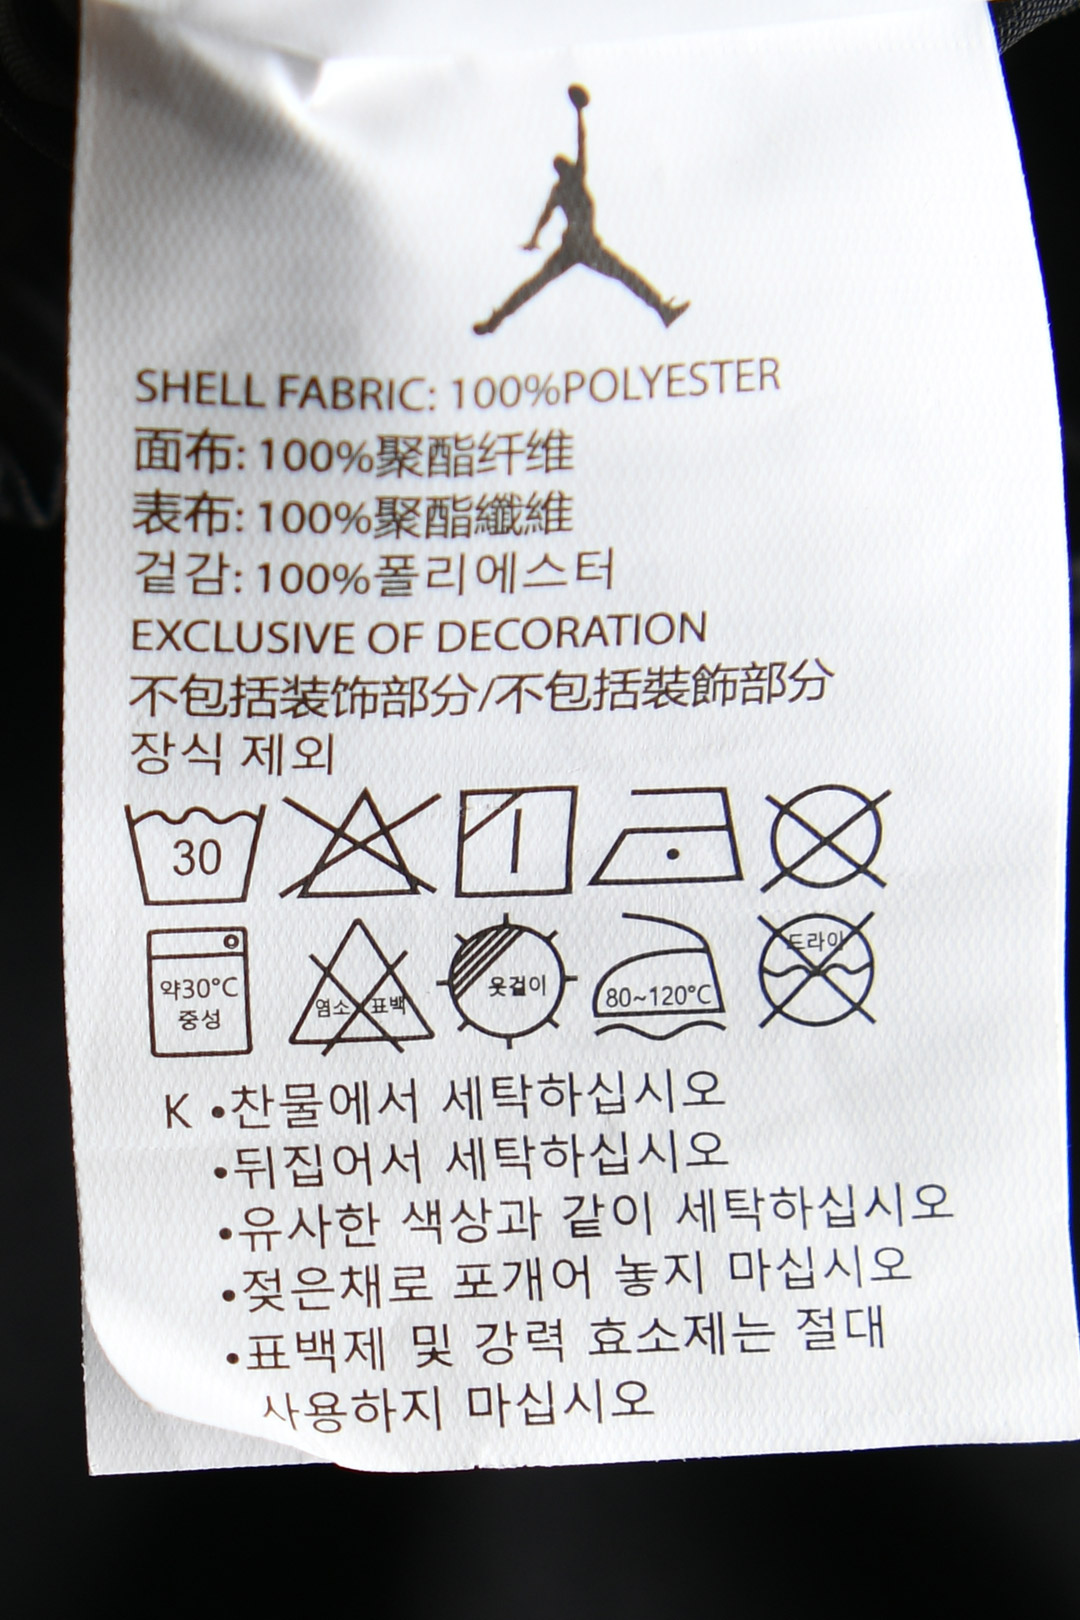 SHELL FABRIC: 100%POLYESTER
面布: 100%聚酯纤维
表布: 100%聚酯纖維
겉감: 100%폴리에스터
EXCLUSIVE OF DECORATION
不包括装饰部分/不包括裝飾部分
장식 제외
30
약30°C
중성
염소 표백
옷걸이
80~120°C
드라이
K •찬물에서 세탁하십시오
•뒤집어서 세탁하십시오
•유사한 색상과 같이 세탁하십시오
•젖은채로 포개어 놓지 마십시오
•표백제 및 강력 효소제는 절대
사용하지 마십시오